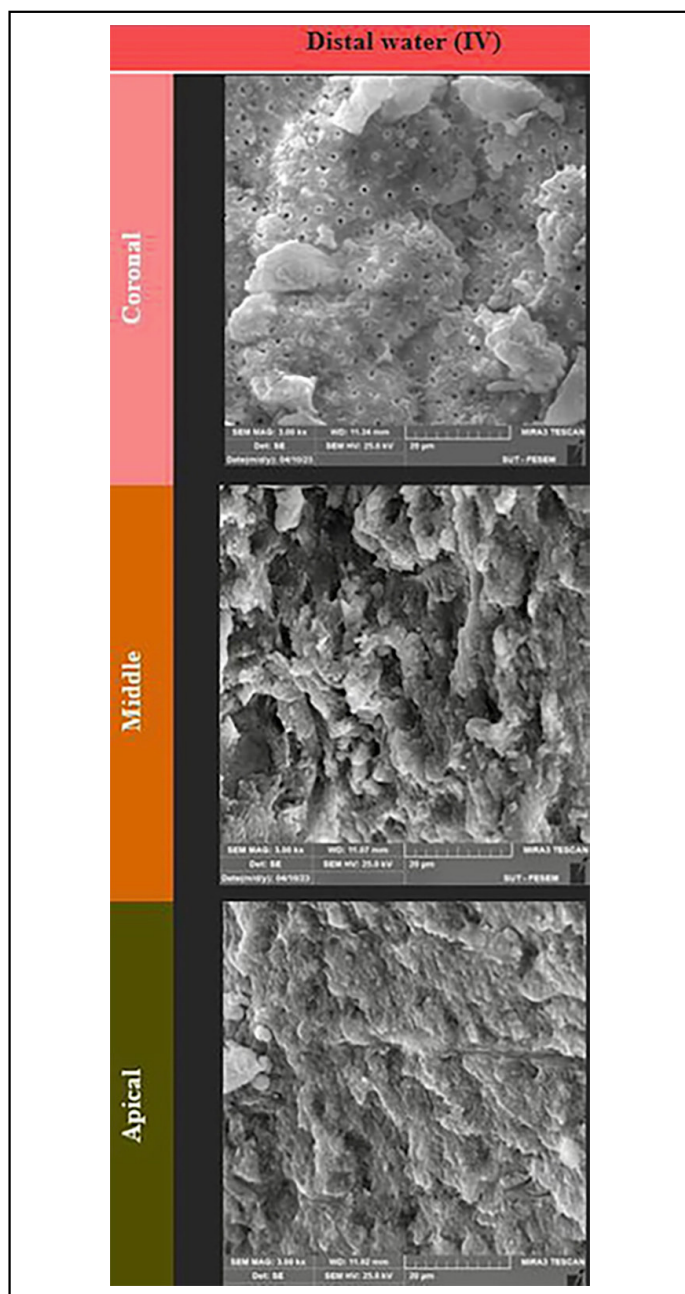 Distal water (IV)
Coronal
SEM MAG: 3.00 kx WD: 11.34 mm MIRA3 TESCAN
Det: SE SEM HV: 25.0 kV 20 µm
Date(m/d/y): 04/10/23 SUT - FESEM
Middle
SEM MAG: 3.00 kx WD: 11.07 mm MIRA3 TESCAN
Det: SE SEM HV: 25.0 kV 20 µm
Date(m/d/y): 04/10/23 SUT - FESEM
Apical
SEM MAG: 3.00 kx WD: 11.02 mm MIRA3 TESCAN
Det: SE SEM HV: 25.0 kV 20 µm